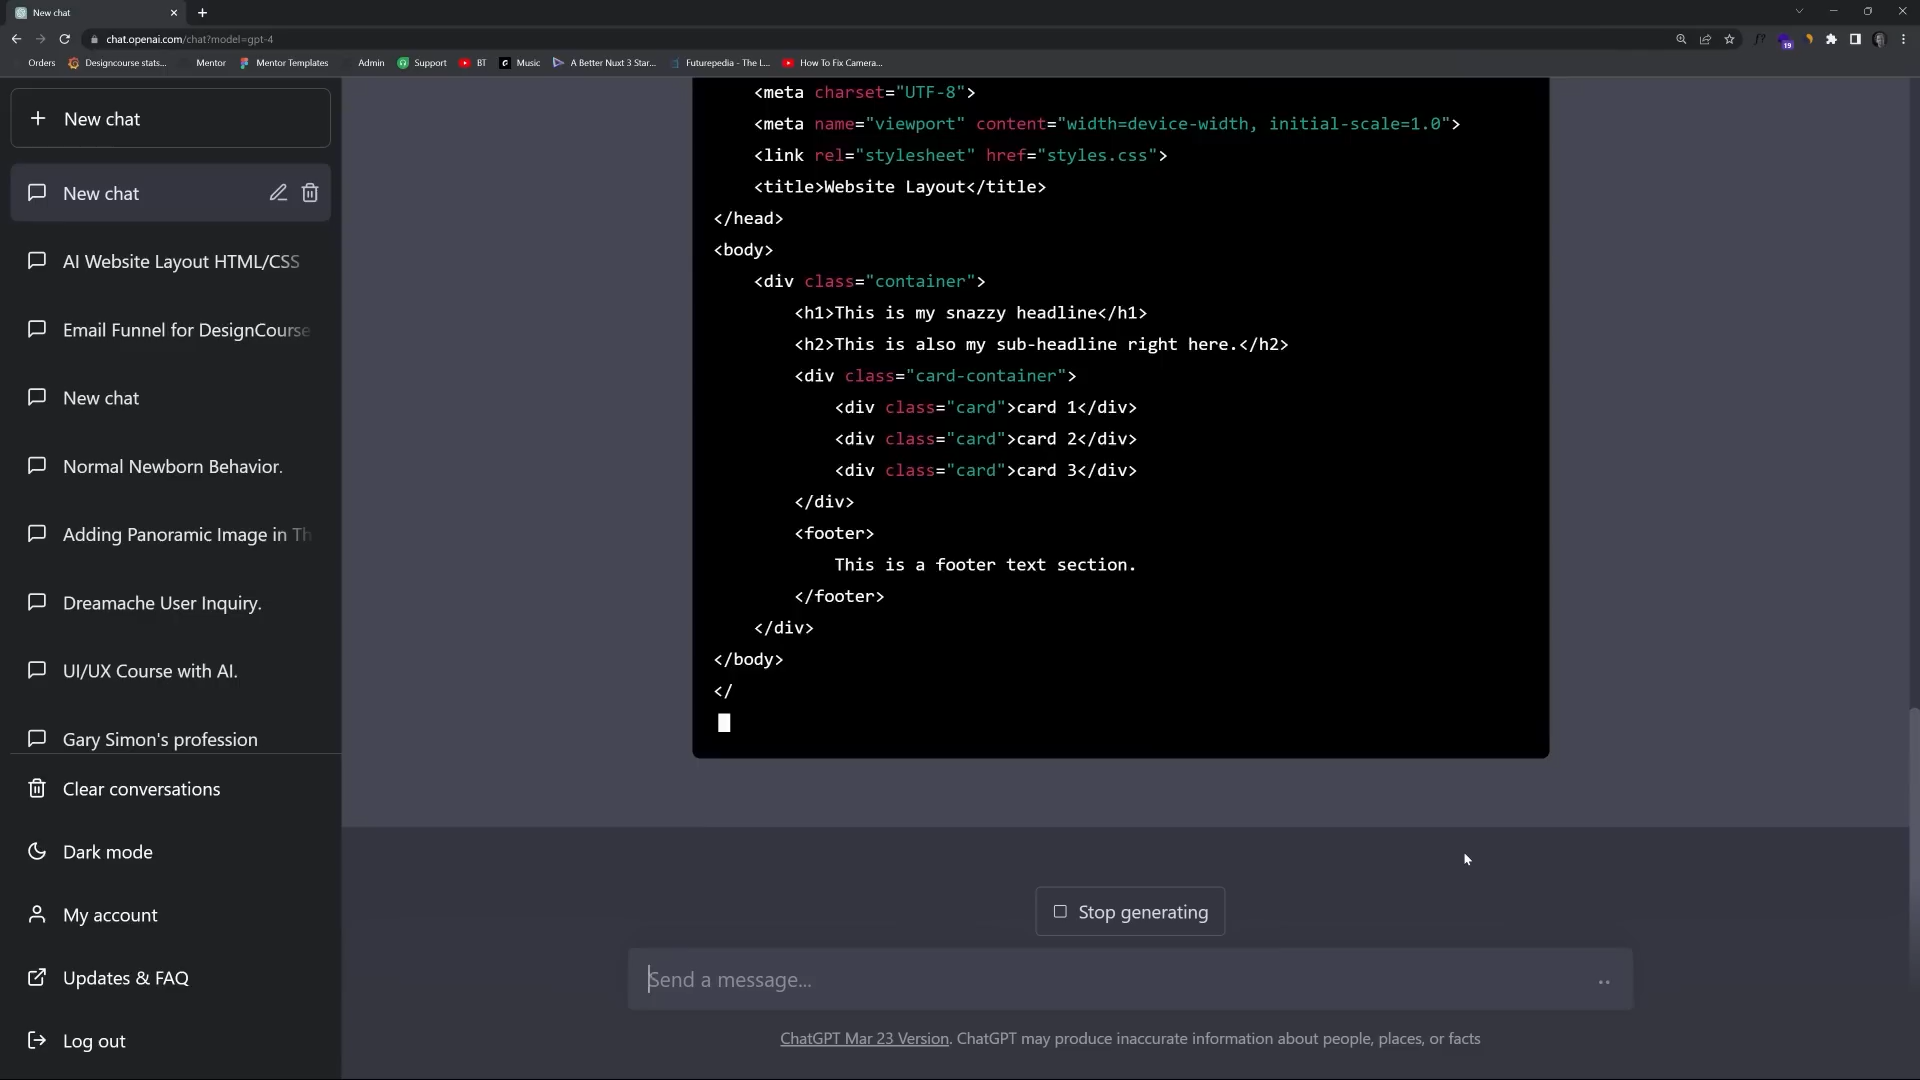 New chat
chat.openai.com/chat?model=gpt-4
19
Orders
Designcourse stats...
Mentor
Mentor Templates
Admin
Support
BT
Music
A Better Nuxt 3 Star...
Futurepedia - The L...
How To Fix Camera...
New chat
New chat
AI Website Layout HTML/CSS
Email Funnel for DesignCourse
New chat
Normal Newborn Behavior.
Adding Panoramic Image in Th
Dreamache User Inquiry.
UI/UX Course with AI.
Gary Simon's profession
Clear conversations
Dark mode
My account
Updates & FAQ
Log out
<meta charset="UTF-8">
<meta name="viewport" content="width=device-width, initial-scale=1.0">
<link rel="stylesheet" href="styles.css">
<title>Website Layout</title>
</head>
<body>
<div class="container">
<h1>This is my snazzy headline</h1>
<h2>This is also my sub-headline right here.</h2>
<div class="card-container">
<div class="card">card 1</div>
<div class="card">card 2</div>
<div class="card">card 3</div>
</div>
<footer>
This is a footer text section.
</footer>
</div>
</body>
</
Stop generating
Send a message...
ChatGPT Mar 23 Version. ChatGPT may produce inaccurate information about people, places, or facts